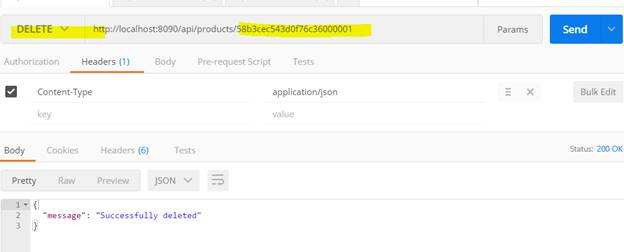 DELETE http://localhost:8090/api/products/58b3cec543d0f76c36000001 Params Send
Authorization Headers (1) Body Pre-request Script Tests
Content-Type application/json Bulk Edit
key value
Body Cookies Headers (6) Tests Status: 200 OK
Pretty Raw Preview JSON
1 {
2 "message": "Successfully deleted"
3 }